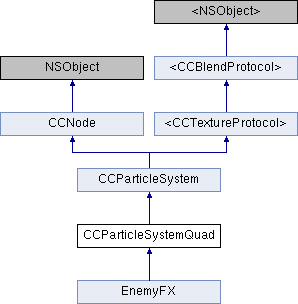 <NSObject>
NSObject
<CCBlendProtocol>
CCNode
<CCTextureProtocol>
CCParticleSystem
CCParticleSystemQuad
EnemyFX